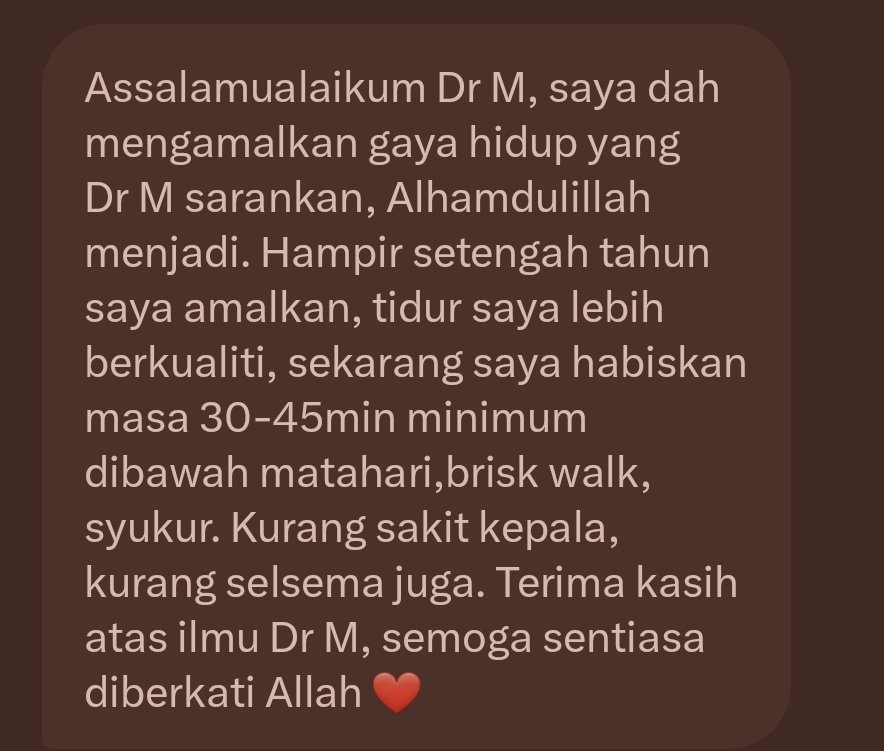 Assalamualaikum Dr M, saya dah
mengamalkan gaya hidup yang
Dr M sarankan, Alhamdulillah
menjadi. Hampir setengah tahun
saya amalkan, tidur saya lebih
berkualiti, sekarang saya habiskan
masa 30-45min minimum
dibawah matahari,brisk walk,
syukur. Kurang sakit kepala,
kurang selsema juga. Terima kasih
atas ilmu Dr M, semoga sentiasa
diberkati Allah ❤️